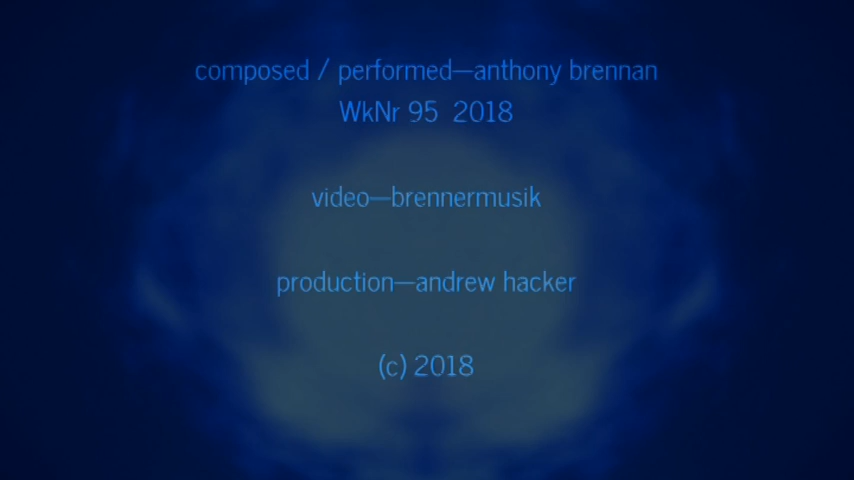 composed / performed—anthony brennan
WkNr 95 2018
video—brennermusik
production—andrew hacker
(c) 2018